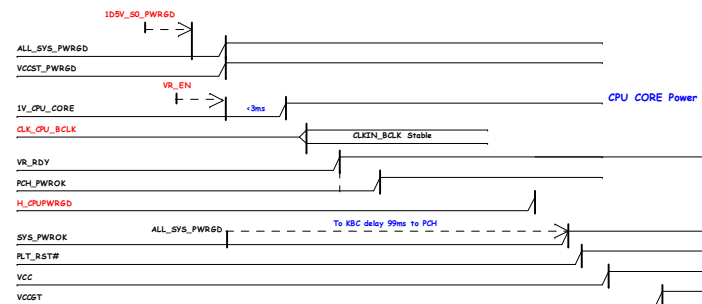 1D5V_S0_PWRGD
ALL_SYS_PWRGD
VCCST_PWRGD
VR_EN
1V_CPU_CORE
<3ms
CPU CORE Power
CLK_CPU_BCLK
CLKIN_BCLK Stable
VR_RDY
PCH_PWROK
H_CPUPWRGD
To KBC delay 99ms to PCH
ALL_SYS_PWRGD
SYS_PWROK
PLT_RST#
VCC
VCCGT